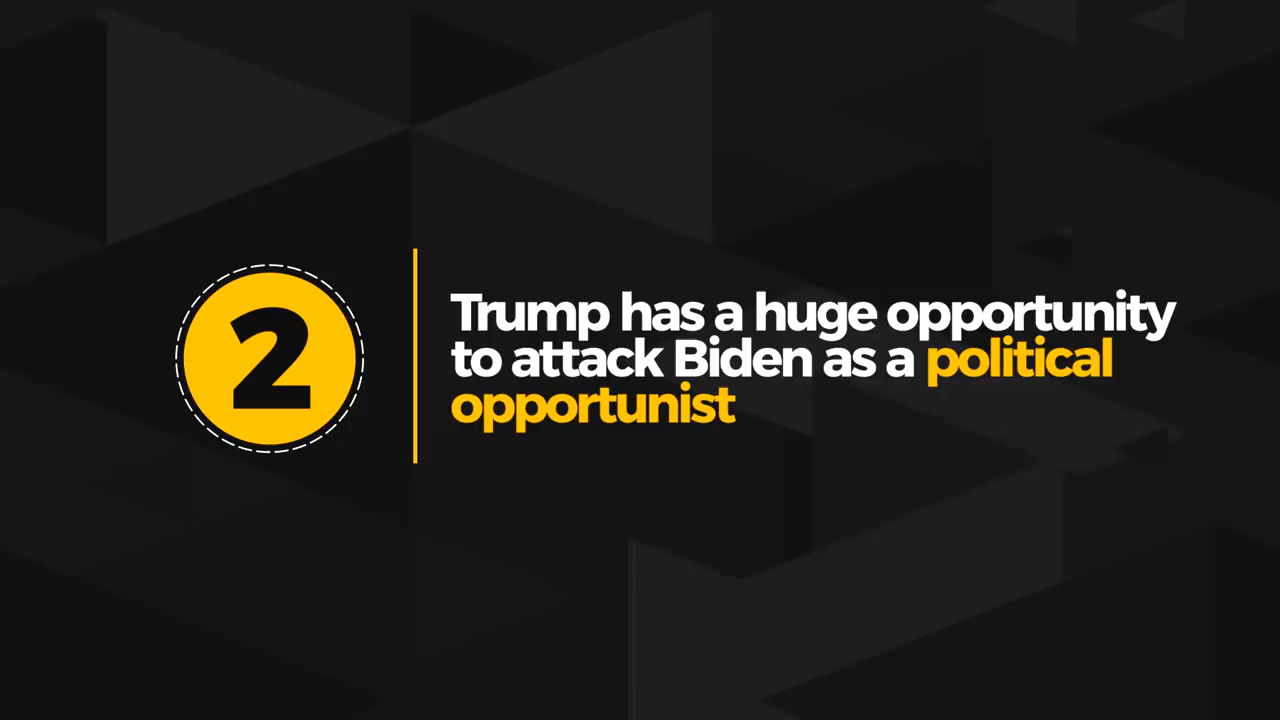 2
Trump has a huge opportunity
to attack Biden as a political
opportunist